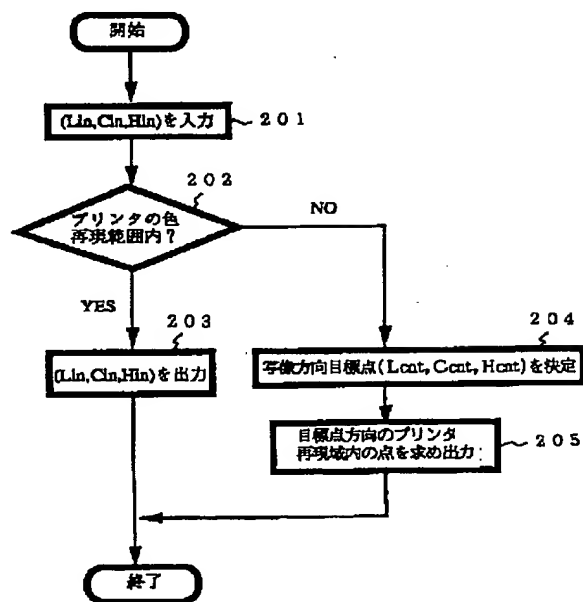 開始
(Lin,Cin,Hin)を入力
201
202
プリンタの色
再現範囲内?
NO
YES
203
204
(Lin,Cin,Hin)を出力
写像方向目標点(Lcnt,Ccnt,Hcnt)を決定
目標点方向のプリンタ
再現域内の点を求め出力
205
終了